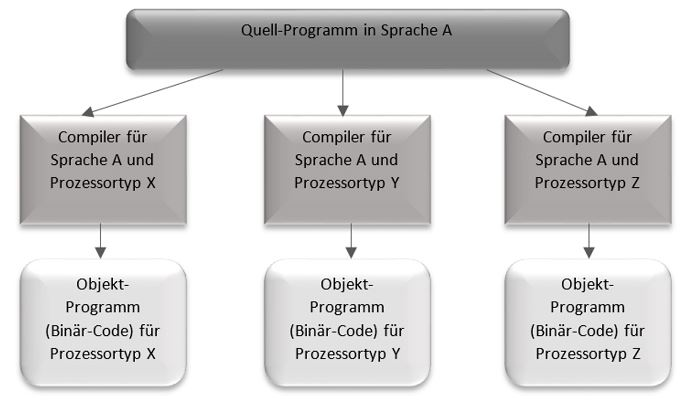 Quell-Programm in Sprache A
Compiler für
Sprache A und
Prozessortyp X
Compiler für
Sprache A und
Prozessortyp Y
Compiler für
Sprache A und
Prozessortyp Z
Objekt-
Programm
(Binär-Code) für
Prozessortyp X
Objekt-
Programm
(Binär-Code) für
Prozessortyp Y
Objekt-
Programm
(Binär-Code) für
Prozessortyp Z